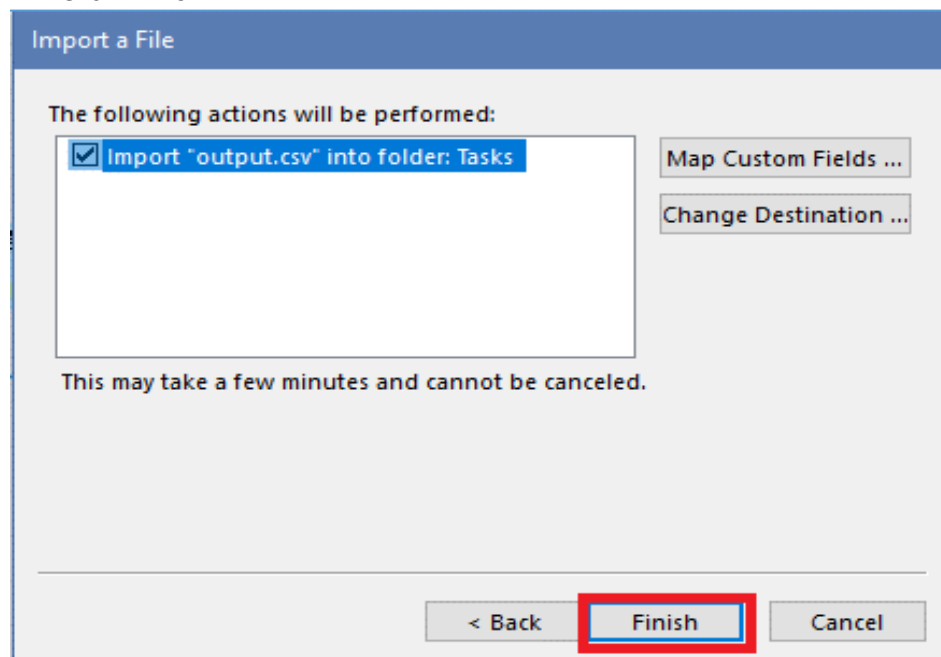 Import a File
The following actions will be performed:
Import "output.csv" into folder: Tasks
Map Custom Fields ...
Change Destination ...
This may take a few minutes and cannot be canceled.
< Back
Finish
Cancel